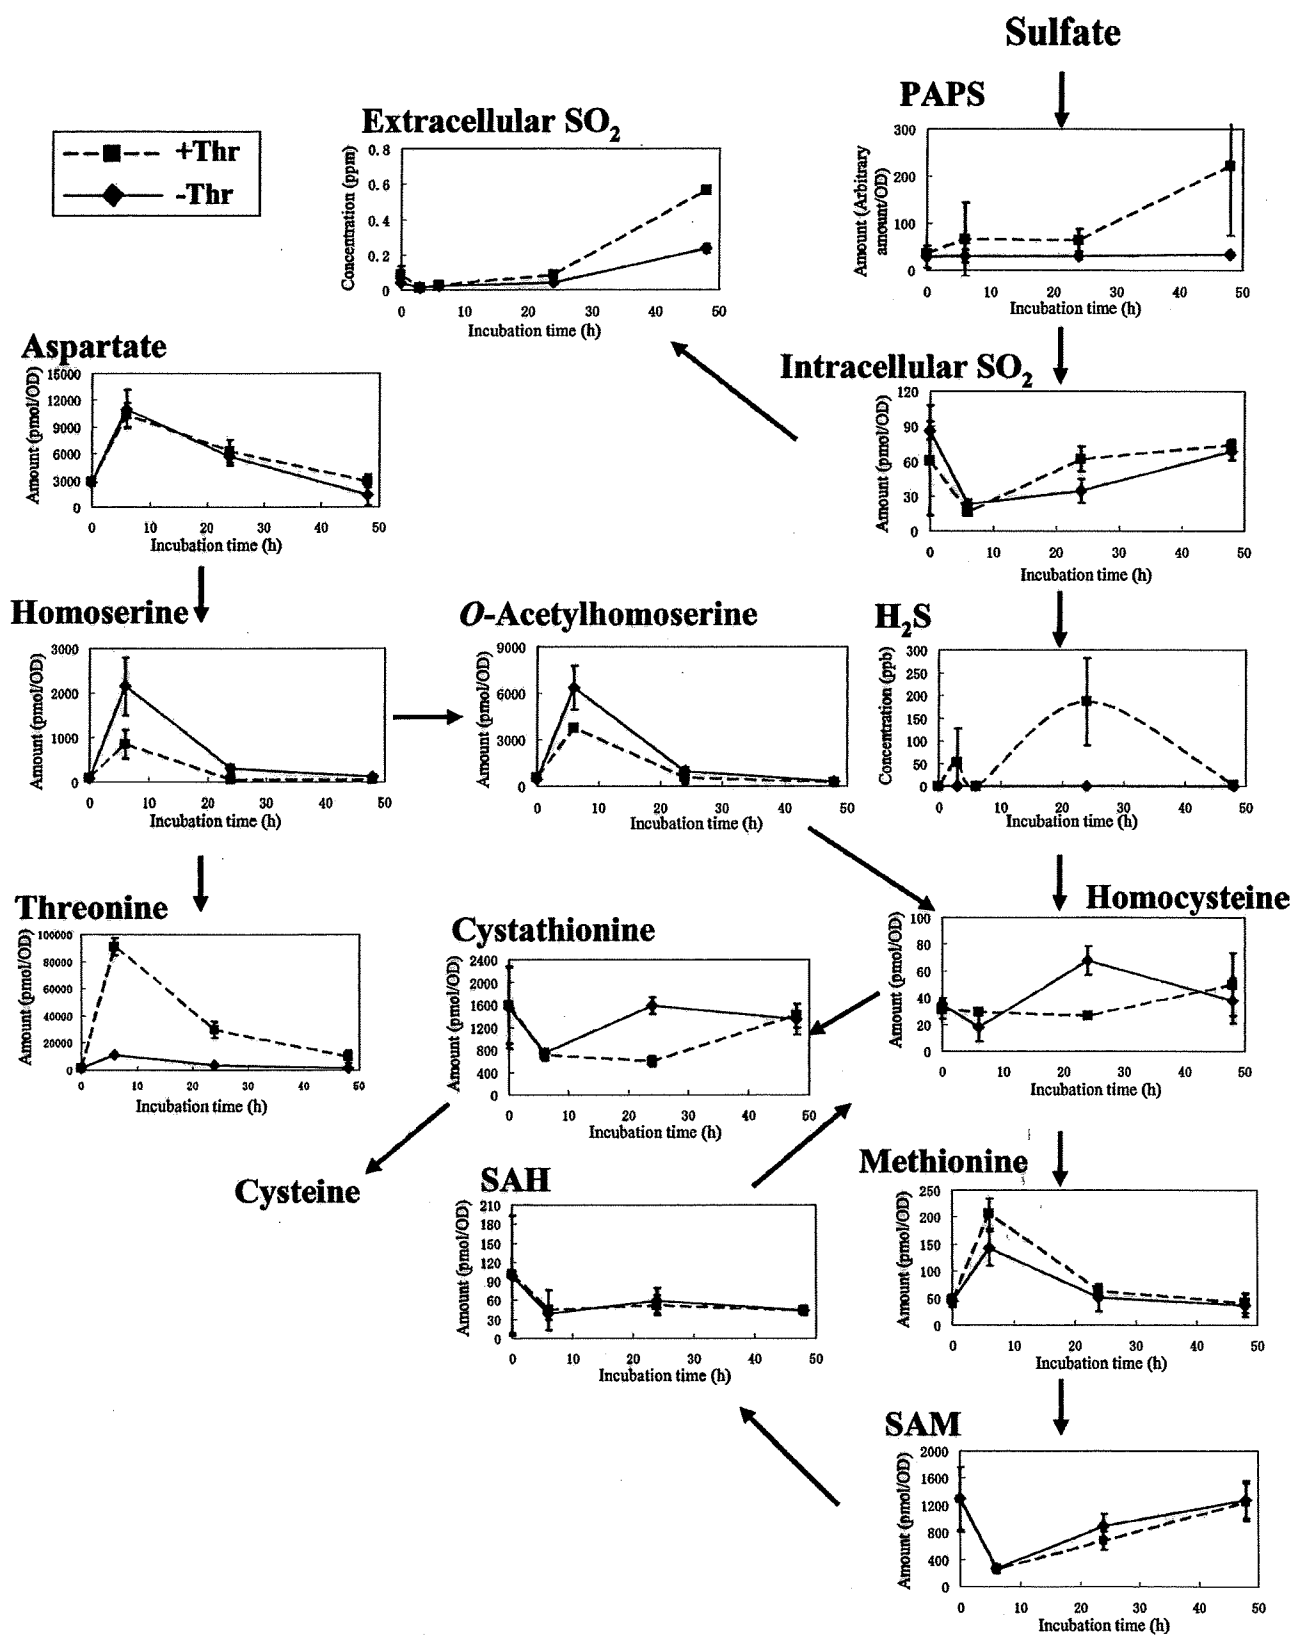 Sulfate
PAPS
Amount (Arbitrary
amount/OD)
300
200
100
0
0 10 20 30 40 50
Incubation time (h)
Extracellular SO2
+Thr
-Thr
Concentration (ppm)
0.8
0.6
0.4
0.2
0
0 10 20 30 40 50
Incubation time (h)
Aspartate
Amount (pmol/OD)
15000
12000
9000
6000
3000
0
0 10 20 30 40 50
Incubation time (h)
Intracellular SO2
Amount (pmol/OD)
120
90
60
30
0
0 10 20 30 40 50
Incubation time (h)
Homoserine
Amount (pmol/OD)
3000
2000
1000
0
0 10 20 30 40 50
Incubation time (h)
O-Acetylhomoserine
Amount (pmol/OD)
9000
6000
3000
0
0 10 20 30 40 50
Incubation time (h)
H2S
Concentration (ppb)
300
250
200
150
100
50
0
0 10 20 30 40 50
Incubation time (h)
Threonine
Amount (pmol/OD)
100000
80000
60000
40000
20000
0
0 10 20 30 40 50
Incubation time (h)
Cystathionine
Amount (pmol/OD)
2400
2000
1600
1200
800
400
0
0 10 20 30 40 50
Incubation time (h)
Homocysteine
Amount (pmol/OD)
100
80
60
40
20
0
0 10 20 30 40 50
Incubation time (h)
Cysteine
SAH
Amount (pmol/OD)
210
180
150
120
90
60
30
0
0 10 20 30 40 50
Incubation time (h)
Methionine
Amount (pmol/OD)
250
200
150
100
50
0
0 10 20 30 40 50
Incubation time (h)
SAM
Amount (pmol/OD)
2000
1600
1200
800
400
0
0 10 20 30 40 50
Incubation time (h)